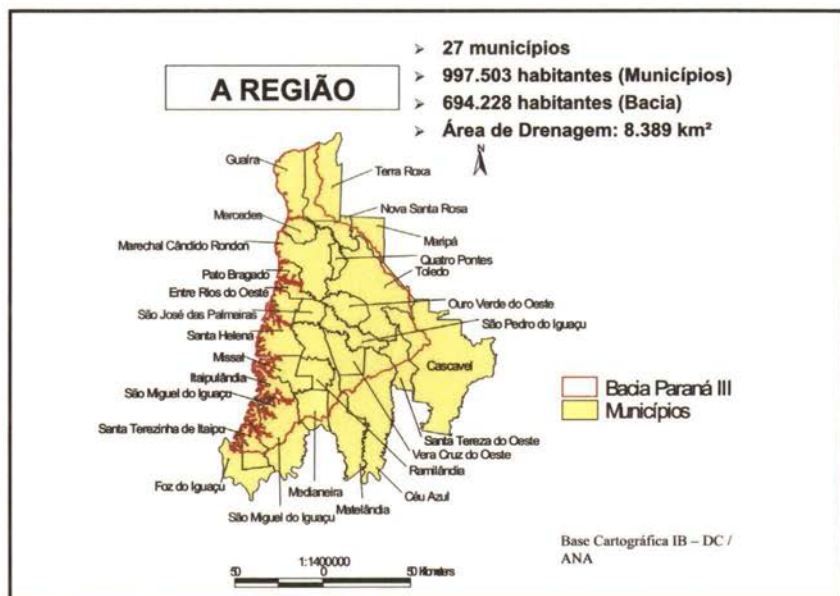 A REGIÃO
➢ 27 municípios
➢ 997.503 habitantes (Municípios)
➢ 694.228 habitantes (Bacia)
➢ Área de Drenagem: 8.389 km²
N
Guaíra
Terra Roxa
Nova Santa Rosa
Mercedes
Maripá
Marechal Cândido Rondon
Quatro Pontes
Pato Bragado
Toledo
Entre Rios do Oeste
Ouro Verde do Oeste
São José das Palmeiras
São Pedro do Iguaçu
Santa Helena
Missal
Cascavel
Itaipulândia
Bacia Paraná III
São Miguel do Iguaçu
Municípios
Santa Terezinha de Itaipu
Santa Tereza do Oeste
Vera Cruz do Oeste
Ramilândia
Foz do Iguaçu
Medianeira
Céu Azul
Matelândia
São Miguel do Iguaçu
Base Cartográfica IB – DC /
ANA
1:1400000
50 0 50 Kilometers